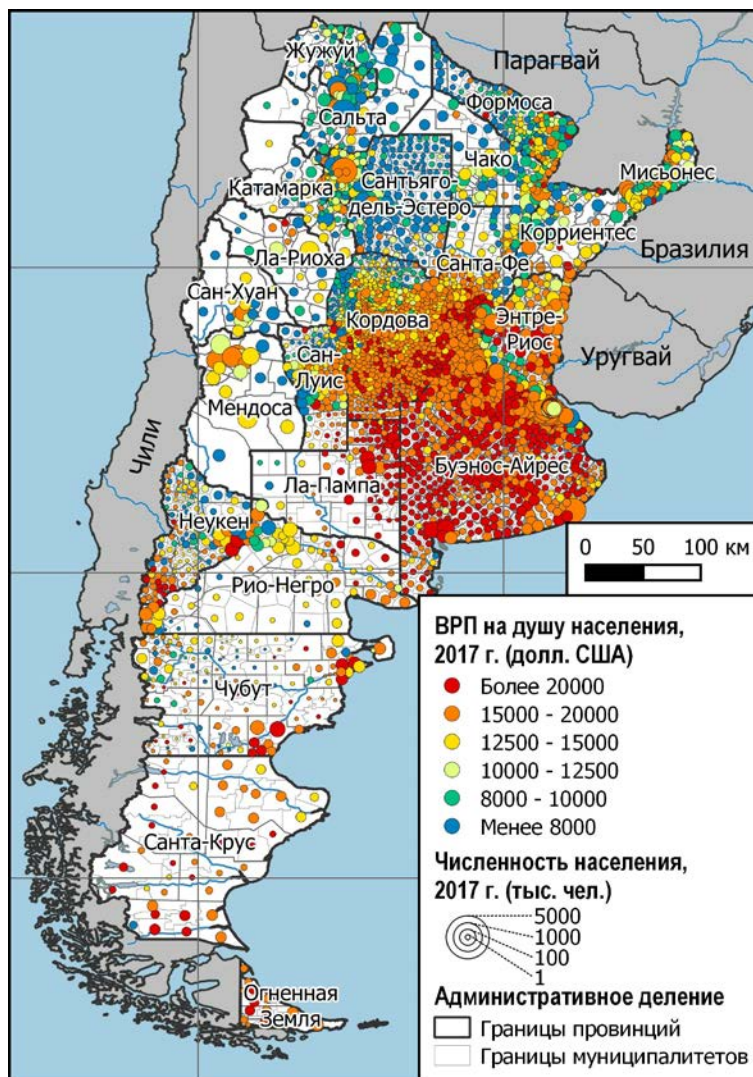 Жужуй
Парагвай
Формоса
Сальта
Чако
Мисьонес
Катамарка
Сантьяго-
дель-Эстеро
Корриентес
Бразилия
Ла-Риоха
Санта-Фе
Сан-Хуан
Кордова
Энтре-
Риос
Сан-
Луис
Уругвай
Мендоса
Чили
Буэнос-Айрес
Ла-Пампа
Неукен
Рио-Негро
Чубут
Санта-Крус
Огненная
Земля
0 50 100 км
ВРП на душу населения,
2017 г. (долл. США)
Более 20000
15000 - 20000
12500 - 15000
10000 - 12500
8000 - 10000
Менее 8000
Численность населения,
2017 г. (тыс. чел.)
5000
1000
100
1
Административное деление
Границы провинций
Границы муниципалитетов